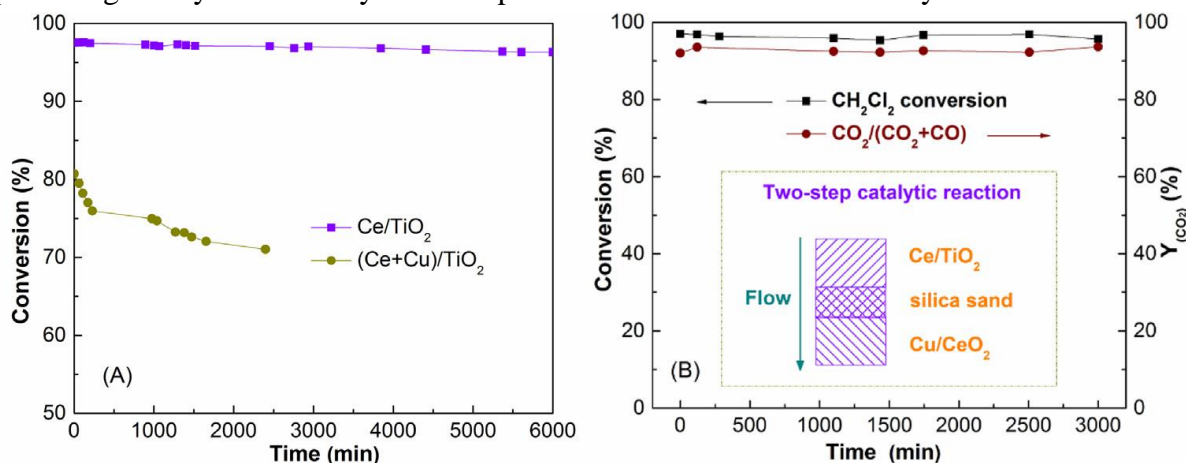 100
90
80
70
60
50
Conversion (%)
Ce/TiO₂
(Ce+Cu)/TiO₂
(A)
0 1000 2000 3000 4000 5000 6000
Time (min)
100
80
60
40
20
0
Conversion (%)
CH₂Cl₂ conversion
CO₂/(CO₂+CO)
Two-step catalytic reaction
Flow
Ce/TiO₂
silica sand
Cu/CeO₂
(B)
100
80
60
40
20
0
Y(CO₂) (%)
0 500 1000 1500 2000 2500 3000
Time (min)